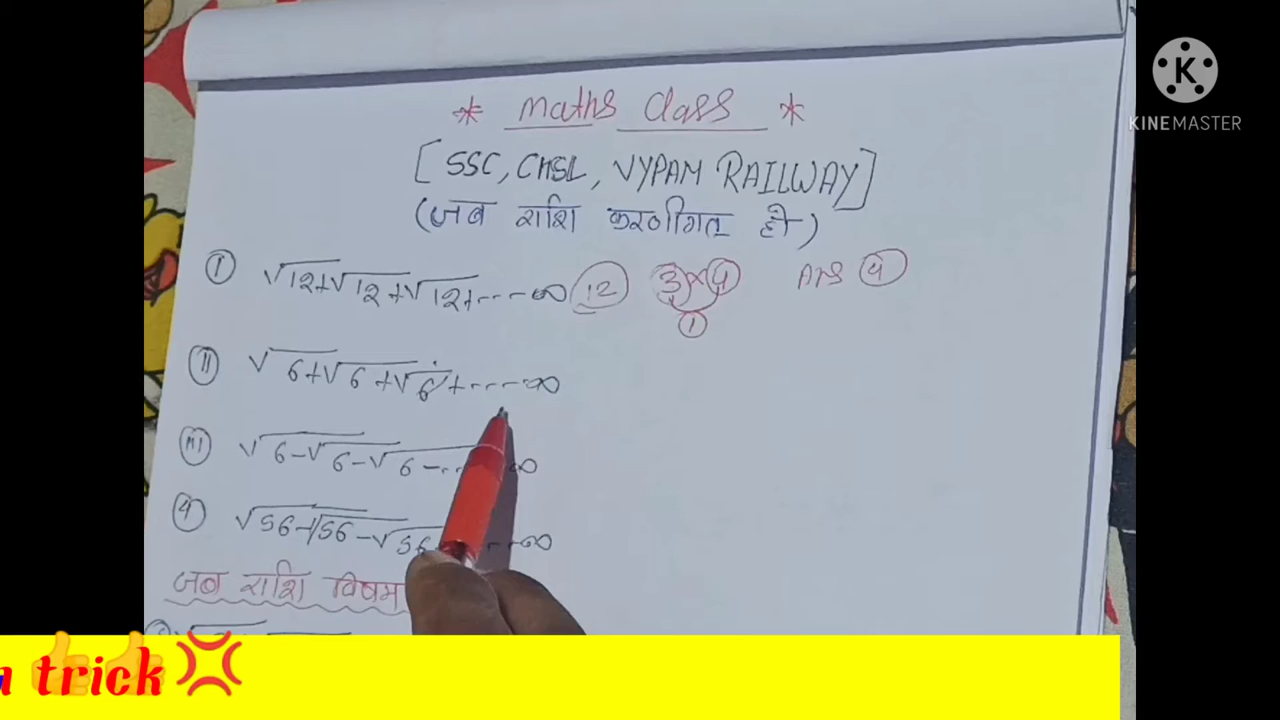 * Maths Class *
[SSC, CHSL, VYPAM RAILWAY]
(जब राशि करणीगत हो)
I √12+√12+√12+---∞ 12 3×4 Ans 4
1
II √6+√6+√6+----∞
III √6-√6-√6-..∞
4 √56-√56-√56--∞
जब राशि विषम
trick
K
KINEMASTER